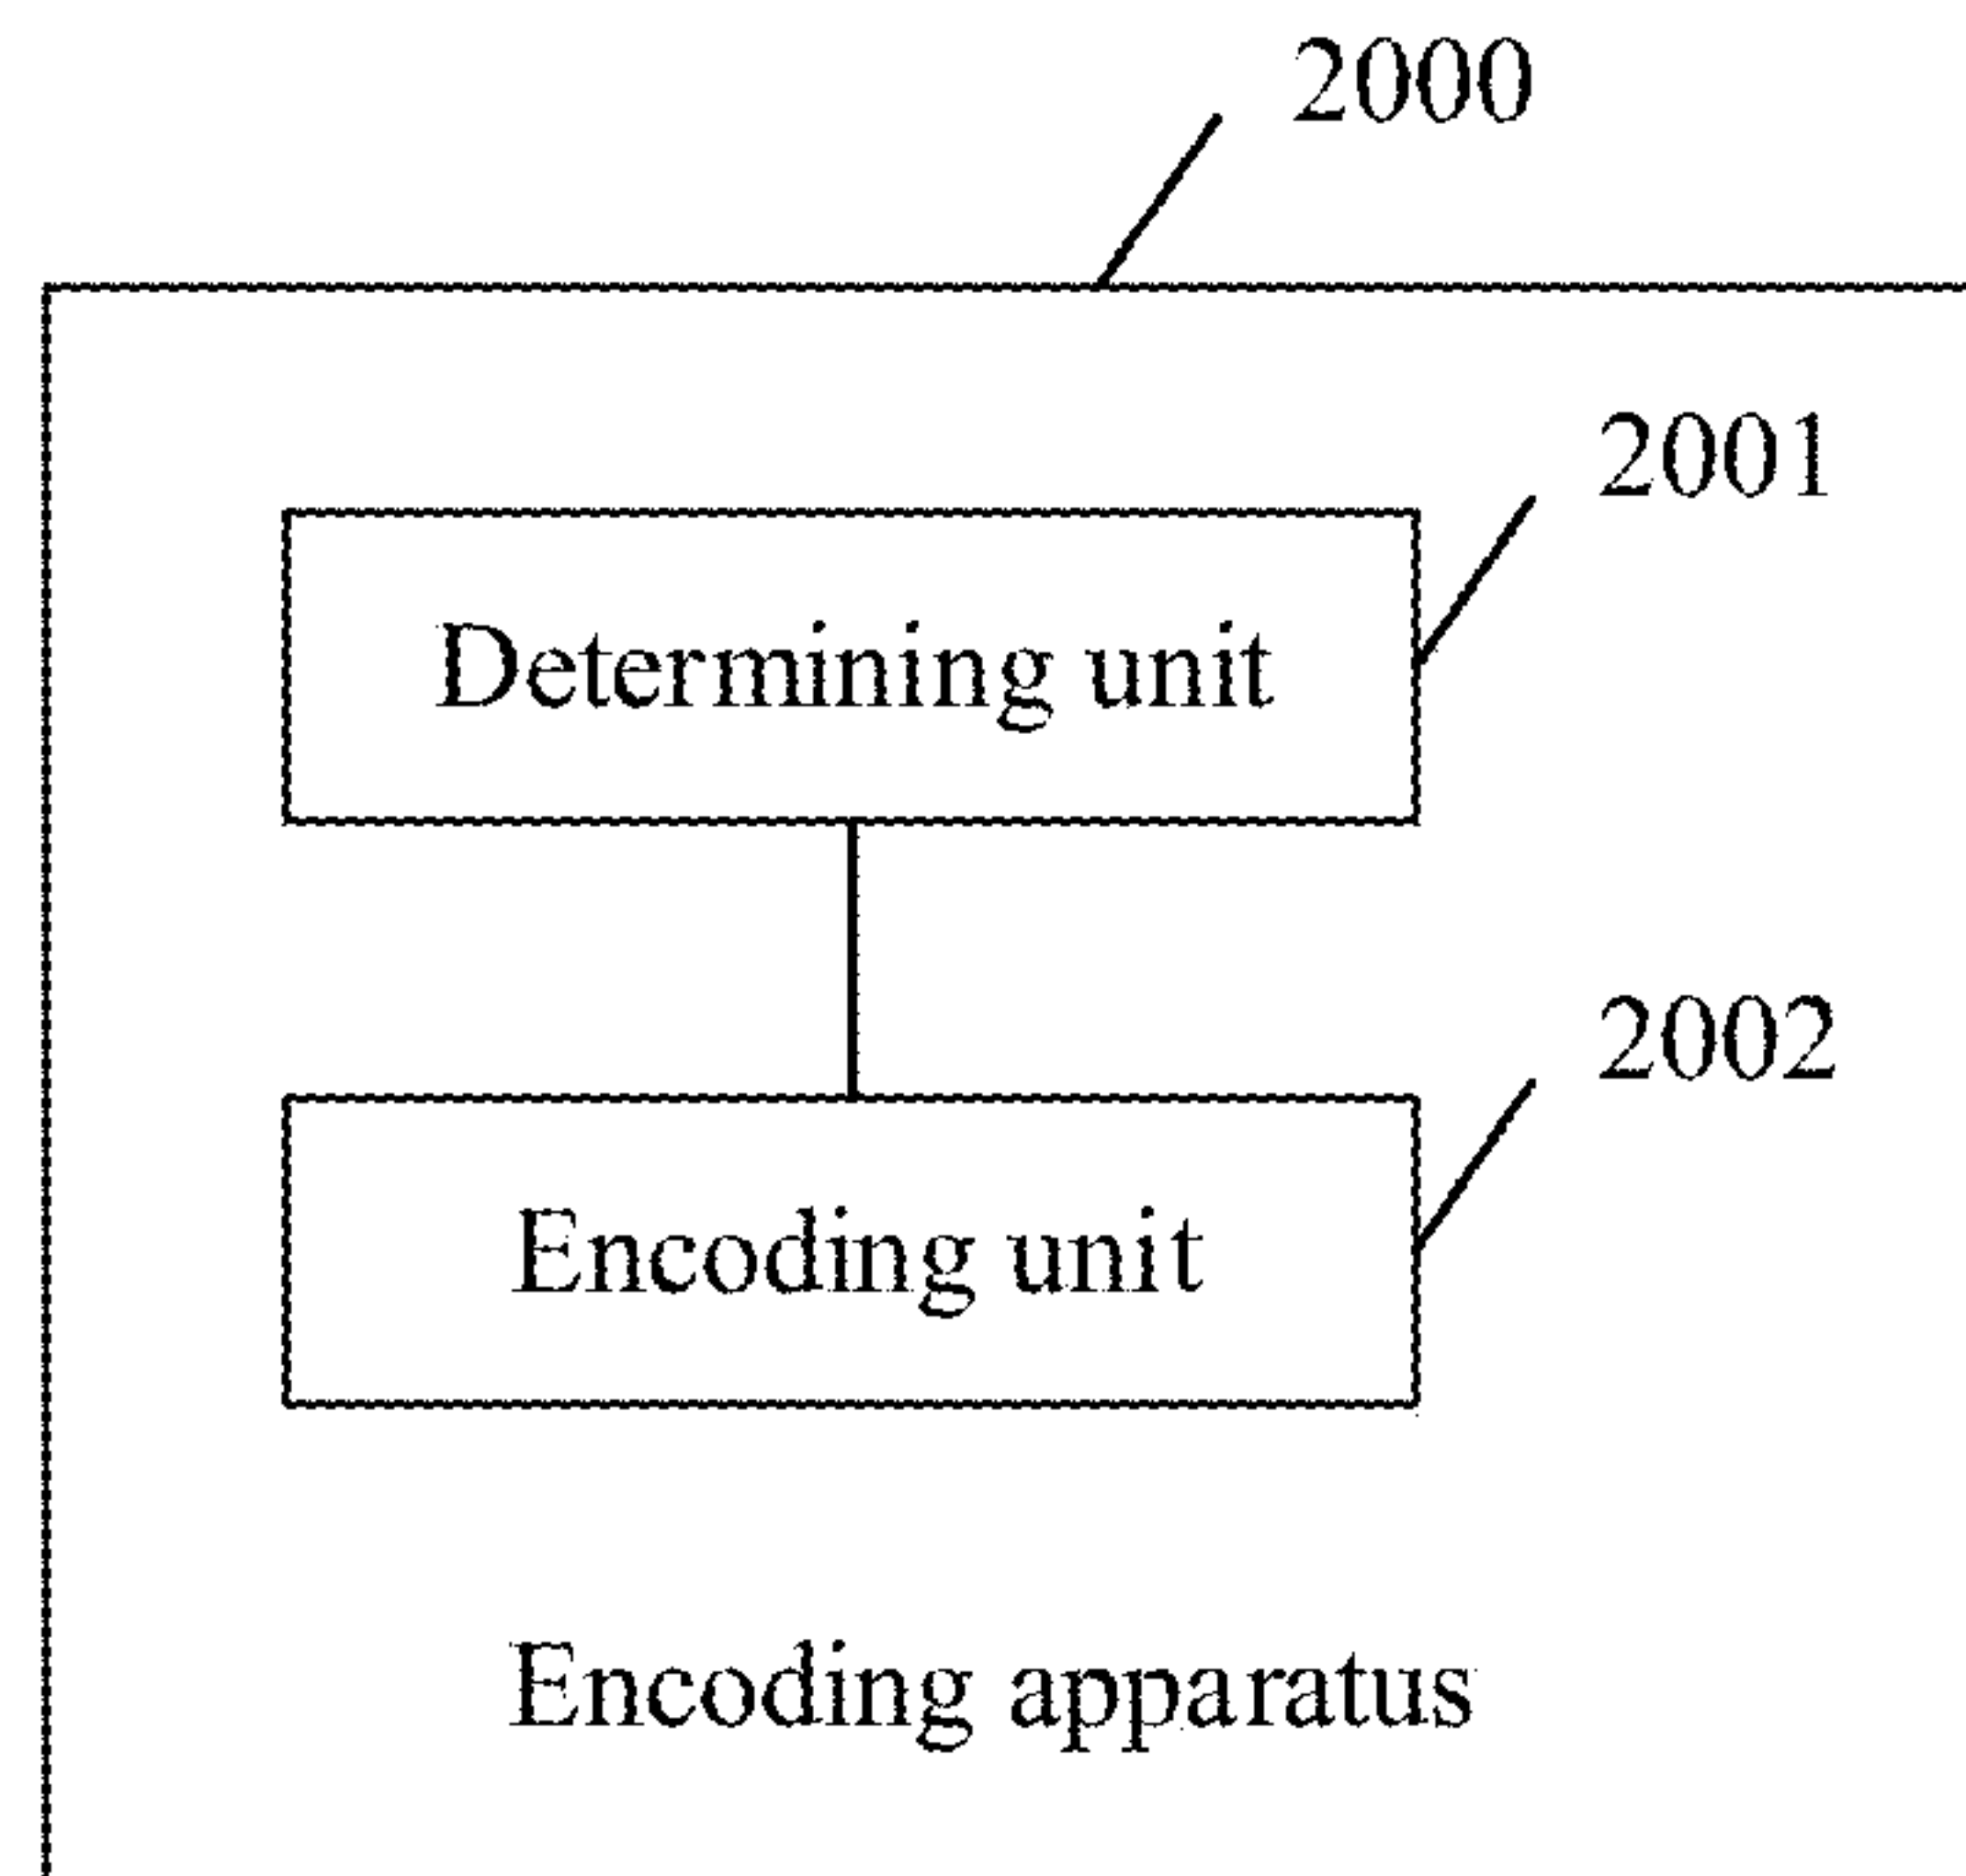 2000
2001
Determining unit
2002
Encoding unit
Encoding apparatus